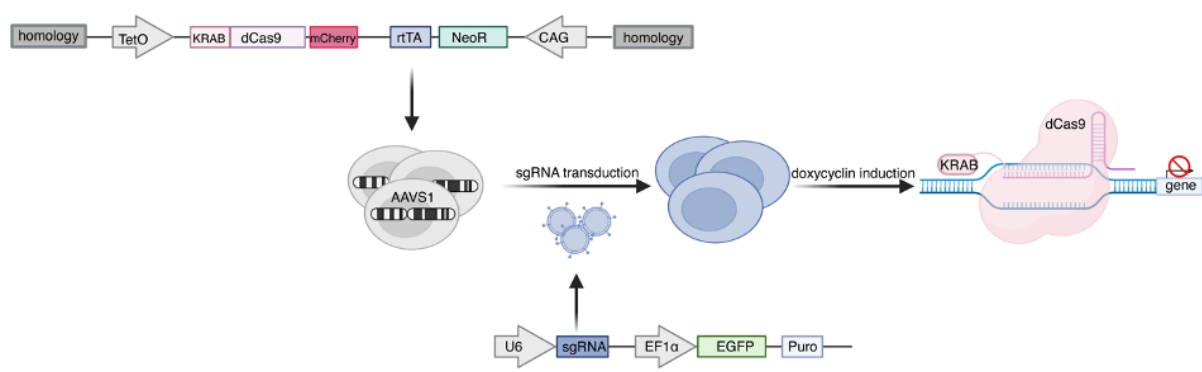 homology TetO KRAB dCas9 mCherry rtTA NeoR CAG homology
dCas9
KRAB
AAVS1
sgRNA transduction
doxycyclin induction
gene
U6 sgRNA EF1α EGFP Puro